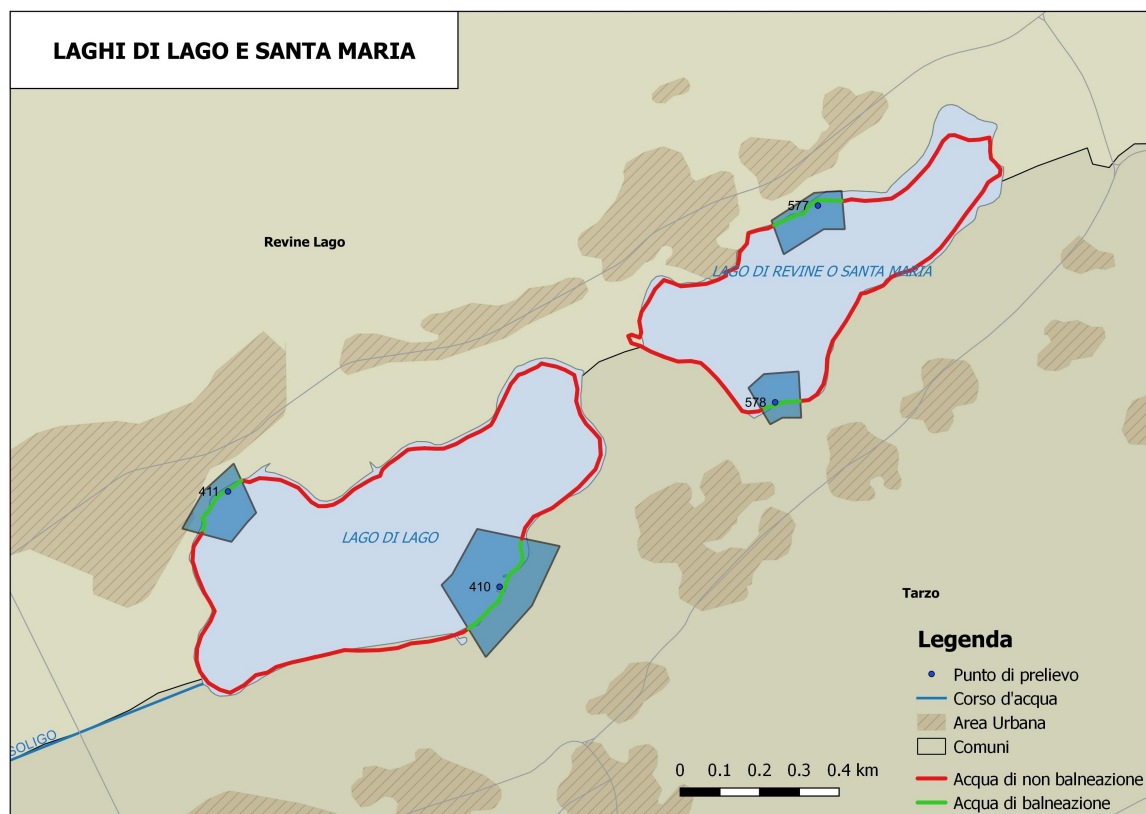 LAGHI DI LAGO E SANTA MARIA
577
Revine Lago
LAGO DI REVINE O SANTA MARIA
578
411
LAGO DI LAGO
410
Tarzo
SOLIGO
Legenda
Punto di prelievo
Corso d'acqua
Area Urbana
Comuni
Acqua di non balneazione
Acqua di balneazione
0 0.1 0.2 0.3 0.4 km